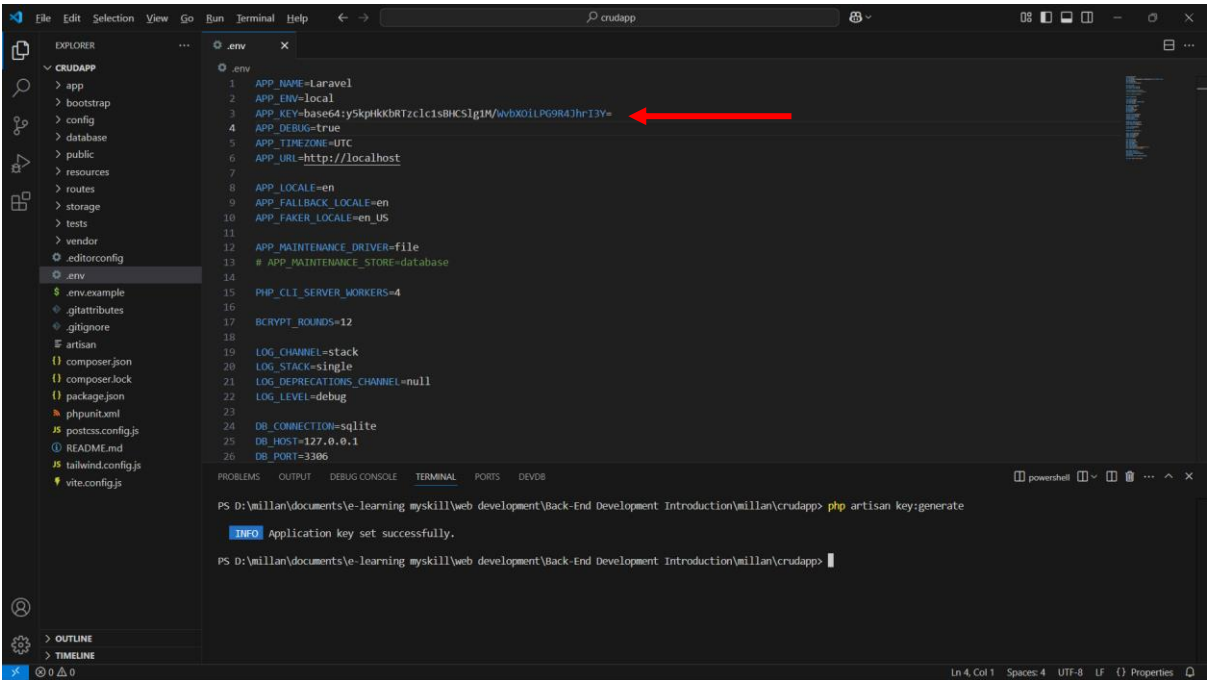 File Edit Selection View Go Run Terminal Help
crudapp
EXPLORER
CRUDAPP
app
bootstrap
config
database
public
resources
routes
storage
tests
vendor
.editorconfig
.env
.env.example
.gitattributes
.gitignore
artisan
composer.json
composer.lock
package.json
phpunit.xml
postcss.config.js
README.md
tailwind.config.js
vite.config.js
OUTLINE
TIMELINE
.env
.env
1 APP_NAME=Laravel
2 APP_ENV=local
3 APP_KEY=base64:y5kpHkKbRTzclc1sBHCSlg1M/WvbXOiLPG9R4JhrI3Y=
4 APP_DEBUG=true
5 APP_TIMEZONE=UTC
6 APP_URL=http://localhost
7
8 APP_LOCALE=en
9 APP_FALLBACK_LOCALE=en
10 APP_FAKER_LOCALE=en_US
11
12 APP_MAINTENANCE_DRIVER=file
13 # APP_MAINTENANCE_STORE=database
14
15 PHP_CLI_SERVER_WORKERS=4
16
17 BCRYPT_ROUNDS=12
18
19 LOG_CHANNEL=stack
20 LOG_STACK=single
21 LOG_DEPRECATIONS_CHANNEL=null
22 LOG_LEVEL=debug
23
24 DB_CONNECTION=sqlite
25 DB_HOST=127.0.0.1
26 DB_PORT=3306
PROBLEMS OUTPUT DEBUG CONSOLE TERMINAL PORTS DEVDB
powershell
PS D:\millan\documents\e-learning myskill\web development\Back-End Development Introduction\millan\crudapp> php artisan key:generate
INFO Application key set successfully.
PS D:\millan\documents\e-learning myskill\web development\Back-End Development Introduction\millan\crudapp>
0 0 Ln 4, Col 1 Spaces: 4 UTF-8 LF {} Properties